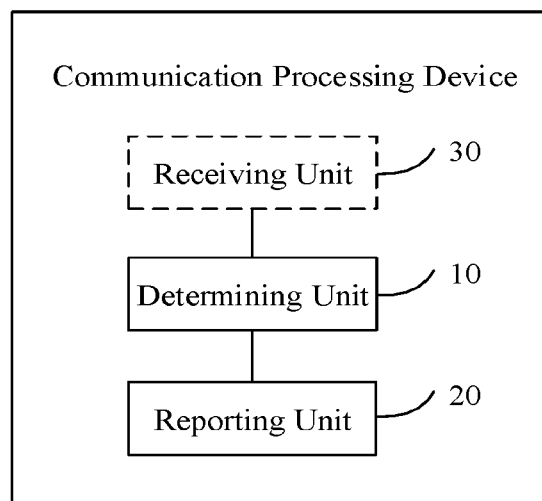 Communication Processing Device
Receiving Unit
30
Determining Unit
10
Reporting Unit
20